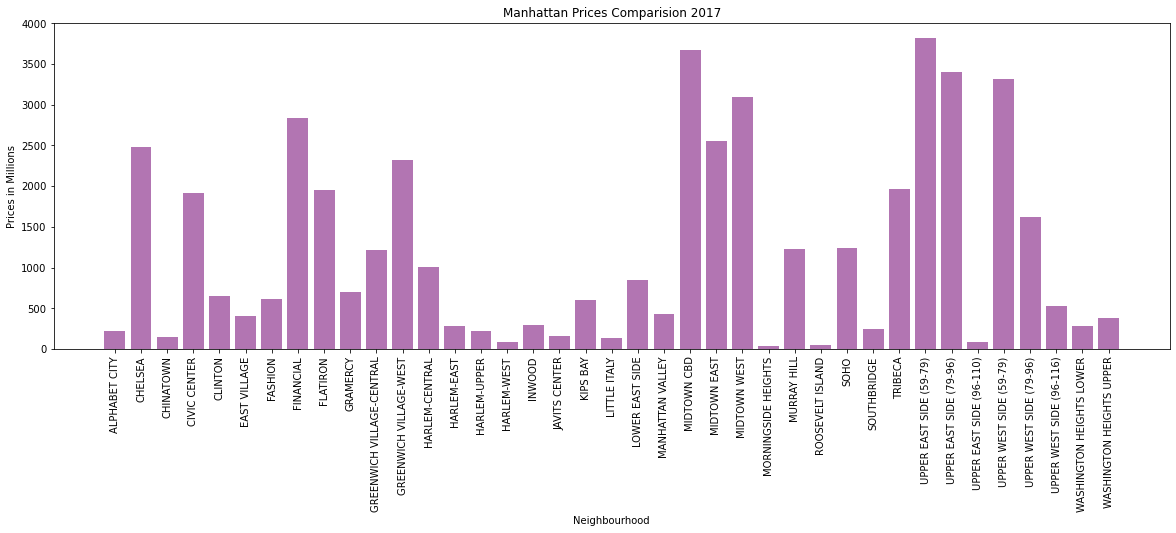 Manhattan Prices Comparision 2017
Prices in Millions
4000
3500
3000
2500
2000
1500
1000
500
0
ALPHABET CITY
CHELSEA
CHINATOWN
CIVIC CENTER
CLINTON
EAST VILLAGE
FASHION
FINANCIAL
FLATIRON
GRAMERCY
GREENWICH VILLAGE-CENTRAL
GREENWICH VILLAGE-WEST
HARLEM-CENTRAL
HARLEM-EAST
HARLEM-UPPER
HARLEM-WEST
INWOOD
JAVITS CENTER
KIPS BAY
LITTLE ITALY
LOWER EAST SIDE
MANHATTAN VALLEY
MIDTOWN CBD
MIDTOWN EAST
MIDTOWN WEST
MORNINGSIDE HEIGHTS
MURRAY HILL
ROOSEVELT ISLAND
SOHO
SOUTHBRIDGE
TRIBECA
UPPER EAST SIDE (59-79)
UPPER EAST SIDE (79-96)
UPPER EAST SIDE (96-110)
UPPER WEST SIDE (59-79)
UPPER WEST SIDE (79-96)
UPPER WEST SIDE (96-116)
WASHINGTON HEIGHTS LOWER
WASHINGTON HEIGHTS UPPER
Neighbourhood